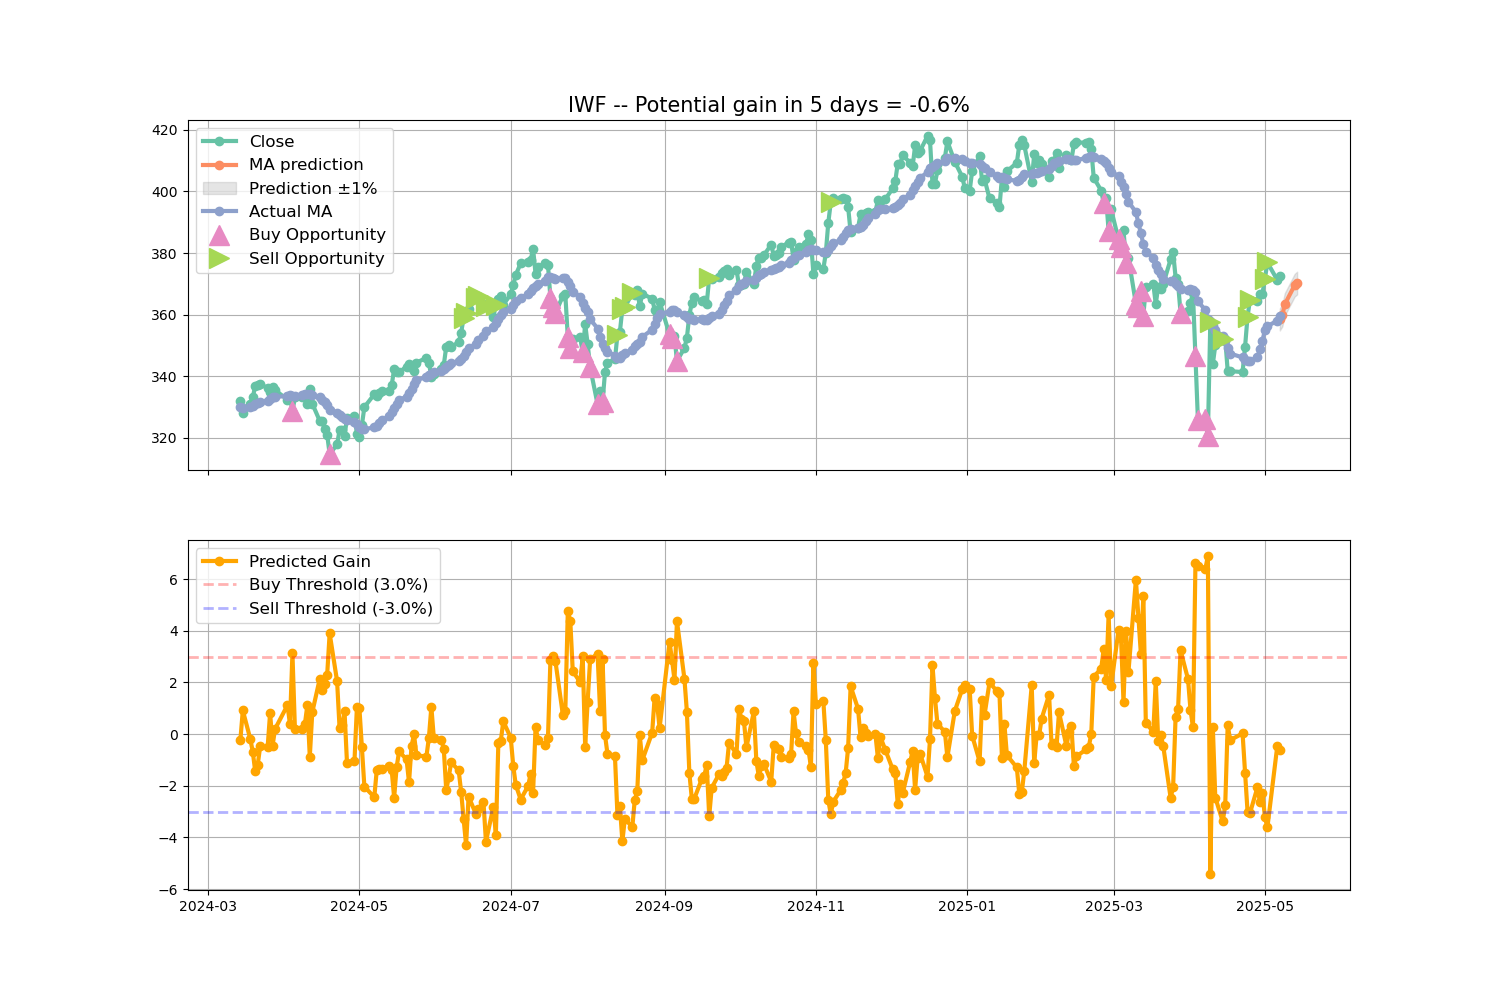 IWF -- Potential gain in 5 days = -0.6%
420
400
380
360
340
320
Close
MA prediction
Prediction ±1%
Actual MA
Buy Opportunity
Sell Opportunity
6
4
2
0
−2
−4
−6
Predicted Gain
Buy Threshold (3.0%)
Sell Threshold (-3.0%)
2024-03 2024-05 2024-07 2024-09 2024-11 2025-01 2025-03 2025-05